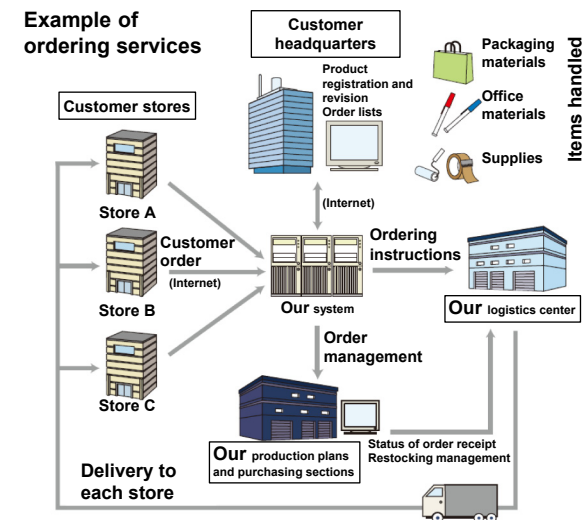 Example of
ordering services
Customer
headquarters
Product
registration and
revision
Order lists
Packaging
materials
Office
materials
Supplies
Items handled
Customer stores
Store A
Store B
Store C
Customer
order
(Internet)
(Internet)
Our system
Ordering
instructions
Our logistics center
Order
management
Our production plans
and purchasing sections
Status of order receipt
Restocking management
Delivery to
each store